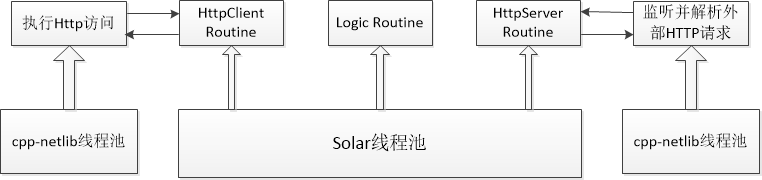 执行Http访问
HttpClient
Routine
Logic Routine
HttpServer
Routine
监听并解析外
部HTTP请求
cpp-netlib线程池
Solar线程池
cpp-netlib线程池